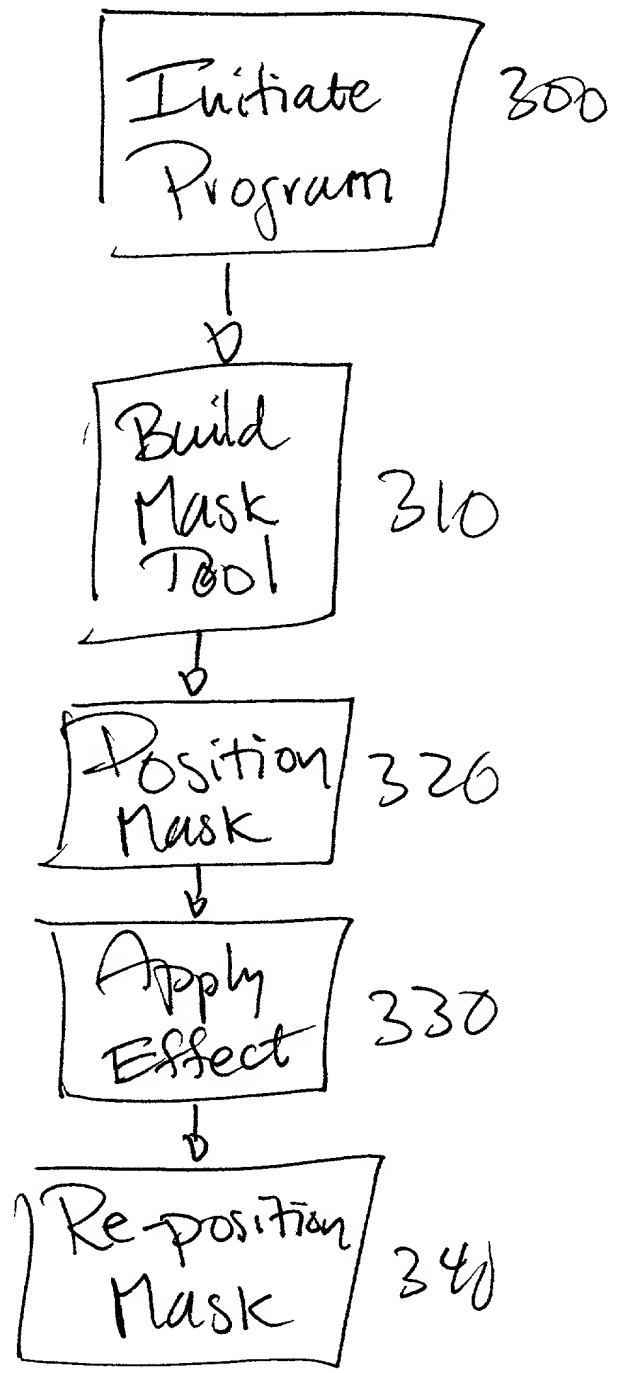 Initiate 300
Program
Build
Mask 310
Tool
Position 320
Mask
Apply 330
Effect
Re-position
Mask 340